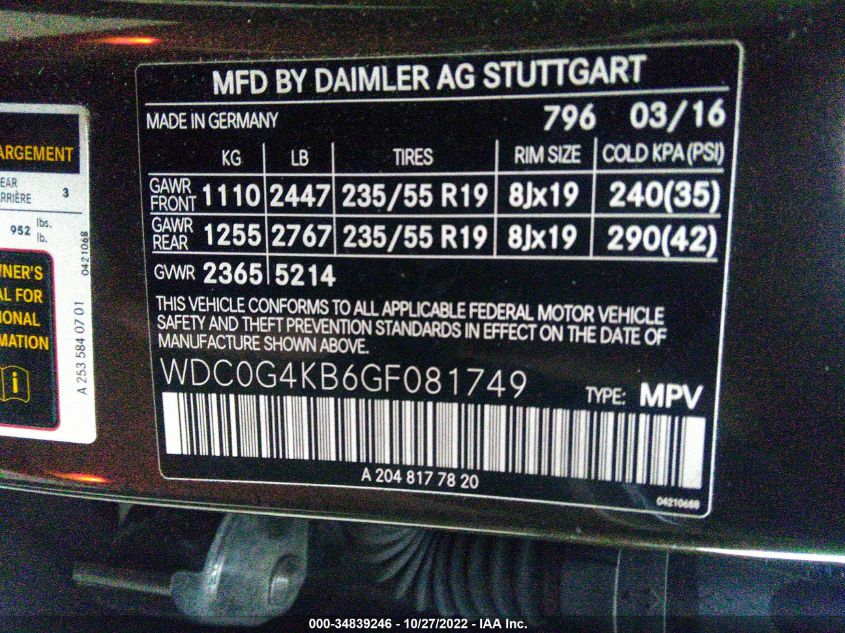 MFD BY DAIMLER AG STUTTGART
MADE IN GERMANY 796 03/16
KG LB TIRES RIM SIZE COLD KPA (PSI)
GAWR FRONT 1110 2447 235/55 R19 8Jx19 240(35)
GAWR REAR 1255 2767 235/55 R19 8Jx19 290(42)
GVWR 2365 5214
THIS VEHICLE CONFORMS TO ALL APPLICABLE FEDERAL MOTOR VEHICLE
SAFETY AND THEFT PREVENTION STANDARDS IN EFFECT ON THE DATE OF
MANUFACTURE SHOWN ABOVE.
WDC0G4KB6GF081749 TYPE: MPV
A 204 817 78 20
04210688
ARGEMENT
EAR
RRIÈRE 3
952 lbs.
lb.
WNER'S
AL FOR
IONAL
MATION
0421068
A 253 584 07 01
000-34839246 - 10/27/2022 - IAA Inc.